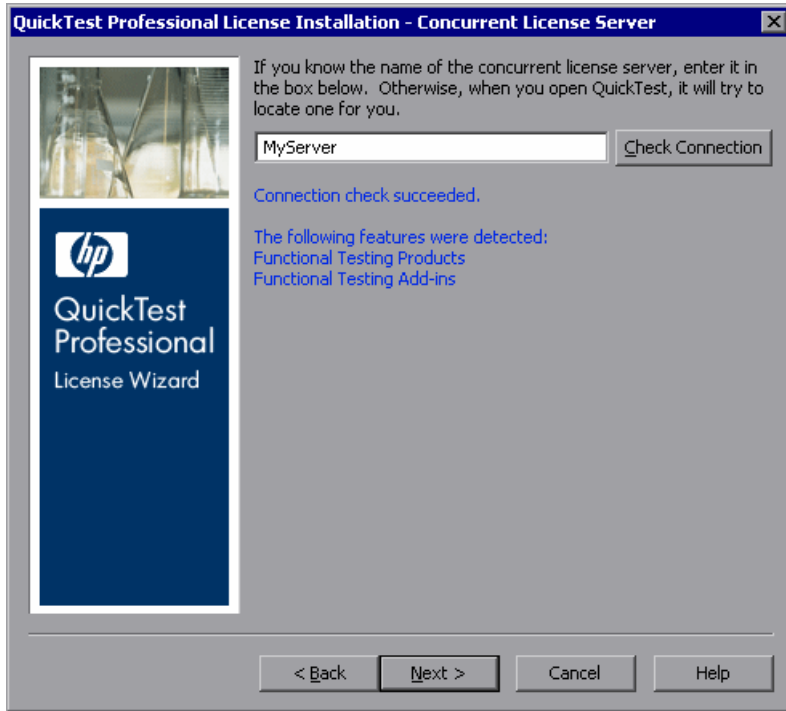 QuickTest Professional License Installation - Concurrent License Server
If you know the name of the concurrent license server, enter it in
the box below.  Otherwise, when you open QuickTest, it will try to
locate one for you.
MyServer
Check Connection
Connection check succeeded.
The following features were detected:
Functional Testing Products
Functional Testing Add-ins
hp
QuickTest
Professional
License Wizard
< Back
Next >
Cancel
Help